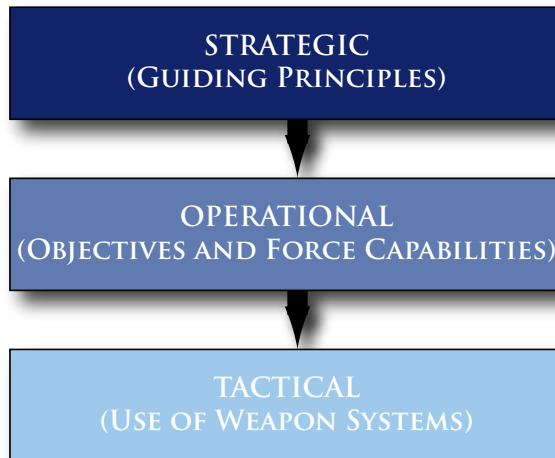 STRATEGIC
(Guiding Principles)
OPERATIONAL
(Objectives and Force Capabilities)
TACTICAL
(Use of Weapon Systems)